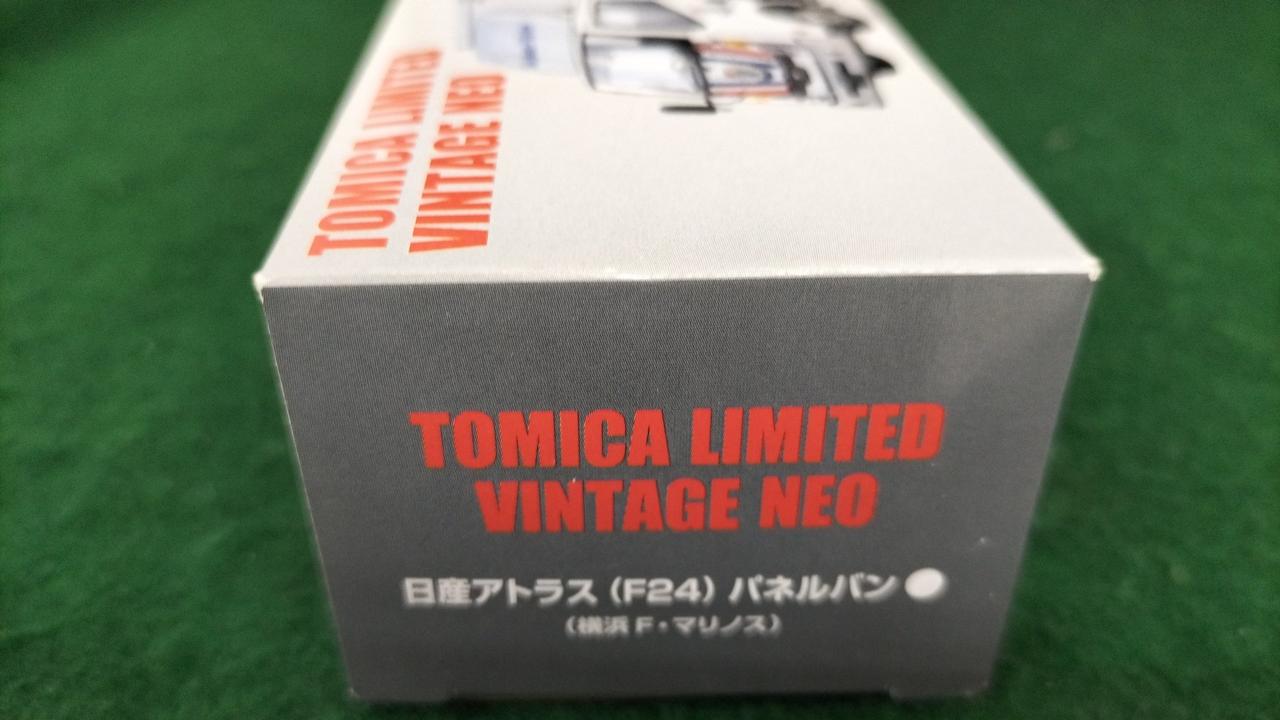 TOMICA LIMITED
VINTAGE NEO
TOMICA LIMITED
VINTAGE NEO
日産アトラス（F24）パネルバン
（横浜 F・マリノス）